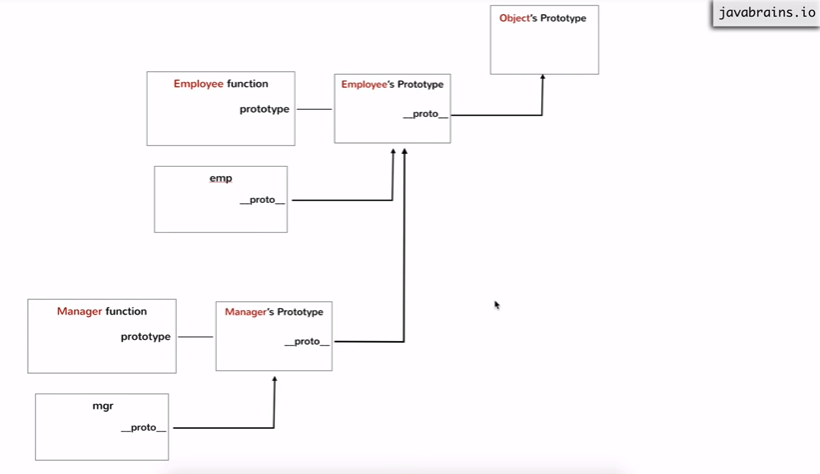 javabrains.io
Object's Prototype
Employee function
prototype
Employee's Prototype
__proto__
emp
__proto__
Manager function
prototype
Manager's Prototype
__proto__
mgr
__proto__